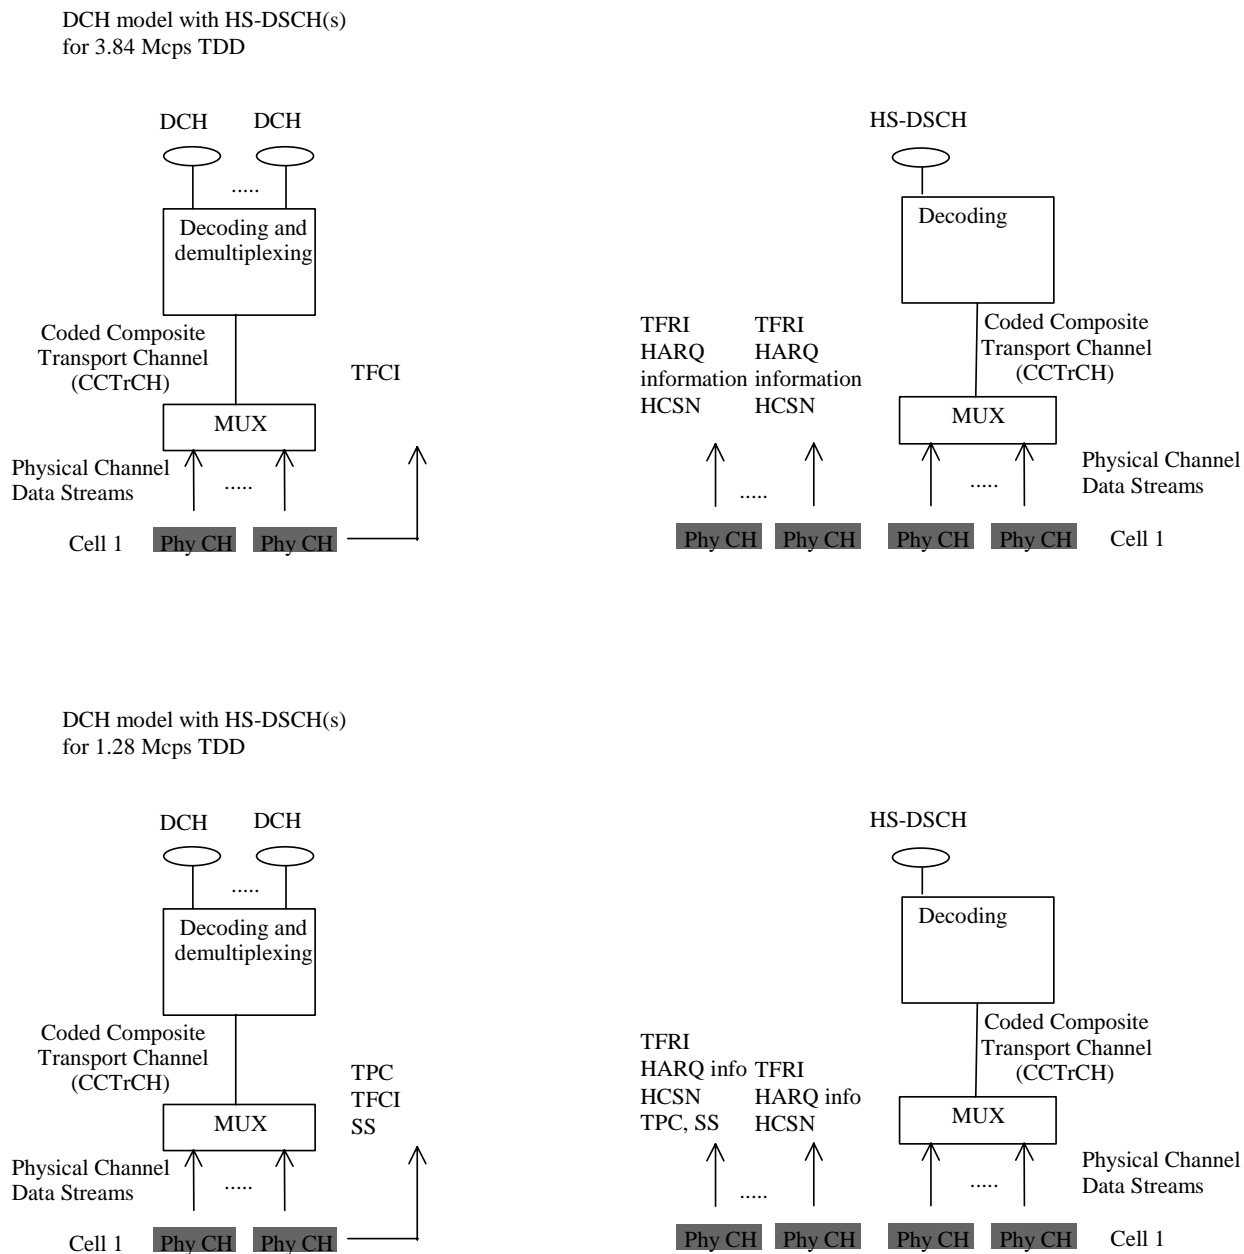 DCH model with HS-DSCH(s)
for 3.84 Mcps TDD
DCH DCH
.....
Decoding and
demultiplexing
Coded Composite
Transport Channel
(CCTrCH)
TFCI
MUX
Physical Channel
Data Streams
.....
Cell 1 Phy CH Phy CH
HS-DSCH
Decoding
TFRI
HARQ
information
HCSN
TFRI
HARQ
information
HCSN
Coded Composite
Transport Channel
(CCTrCH)
MUX
Physical Channel
Data Streams
..... .....
Phy CH Phy CH Phy CH Phy CH Cell 1
DCH model with HS-DSCH(s)
for 1.28 Mcps TDD
DCH DCH
.....
Decoding and
demultiplexing
Coded Composite
Transport Channel
(CCTrCH)
TPC
TFCI
SS
MUX
Physical Channel
Data Streams
.....
Cell 1 Phy CH Phy CH
HS-DSCH
Decoding
TFRI
HARQ info
HCSN
TPC, SS
TFRI
HARQ info
HCSN
Coded Composite
Transport Channel
(CCTrCH)
MUX
Physical Channel
Data Streams
..... .....
Phy CH Phy CH Phy CH Phy CH Cell 1